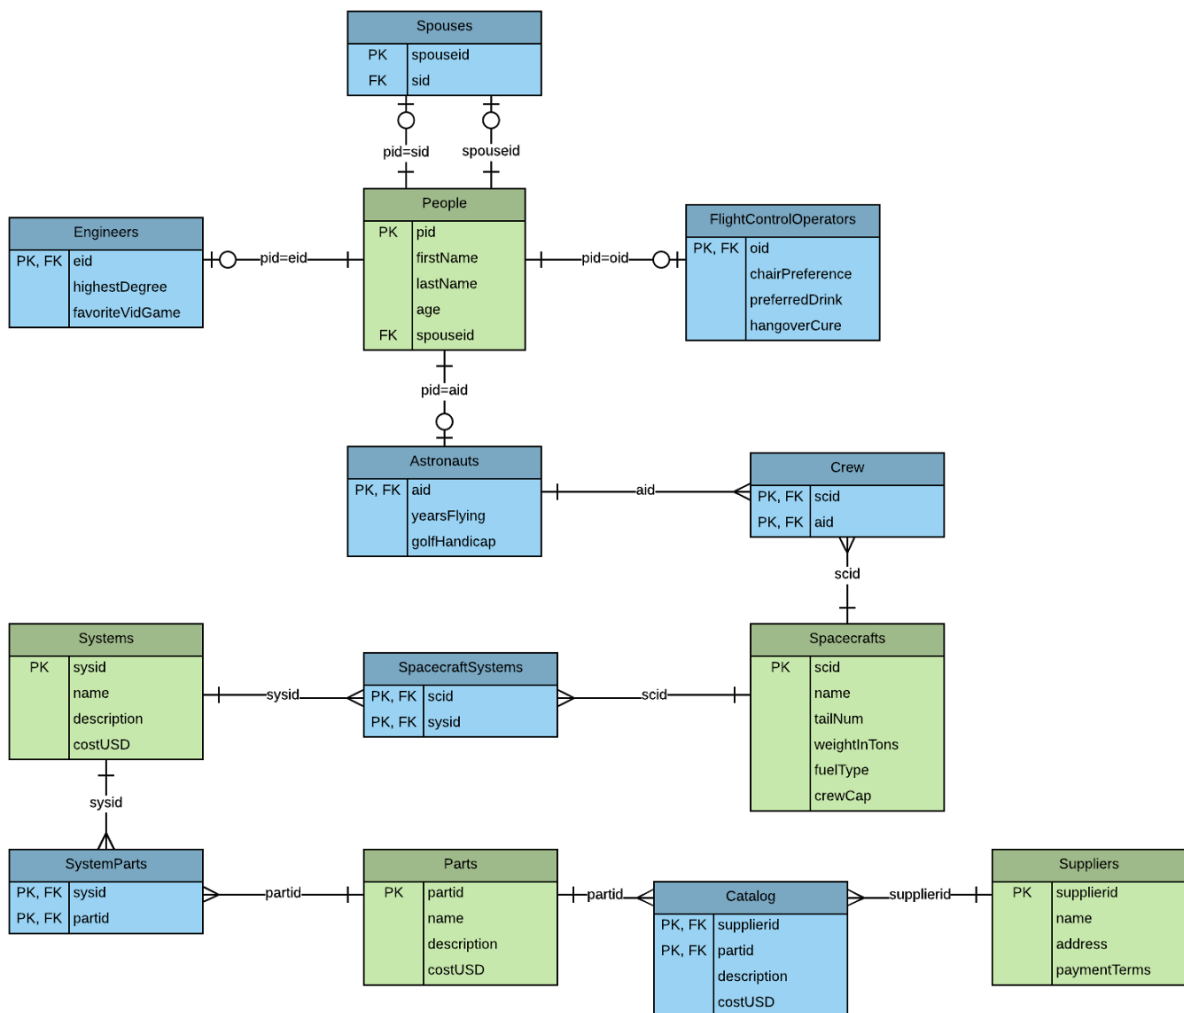 Spouses
PK spouseid
FK sid
pid=sid
spouseid
People
PK pid
firstName
lastName
age
FK spouseid
Engineers
PK, FK eid
highestDegree
favoriteVidGame
pid=eid
pid=oid
FlightControlOperators
PK, FK oid
chairPreference
preferredDrink
hangoverCure
pid=aid
Astronauts
PK, FK aid
yearsFlying
golfHandicap
aid
Crew
PK, FK scid
PK, FK aid
scid
Systems
PK sysid
name
description
costUSD
sysid
SpacecraftSystems
PK, FK scid
PK, FK sysid
scid
Spacecrafts
PK scid
name
tailNum
weightInTons
fuelType
crewCap
sysid
SystemParts
PK, FK sysid
PK, FK partid
partid
Parts
PK partid
name
description
costUSD
partid
Catalog
PK, FK supplierid
PK, FK partid
description
costUSD
supplierid
Suppliers
PK supplierid
name
address
paymentTerms